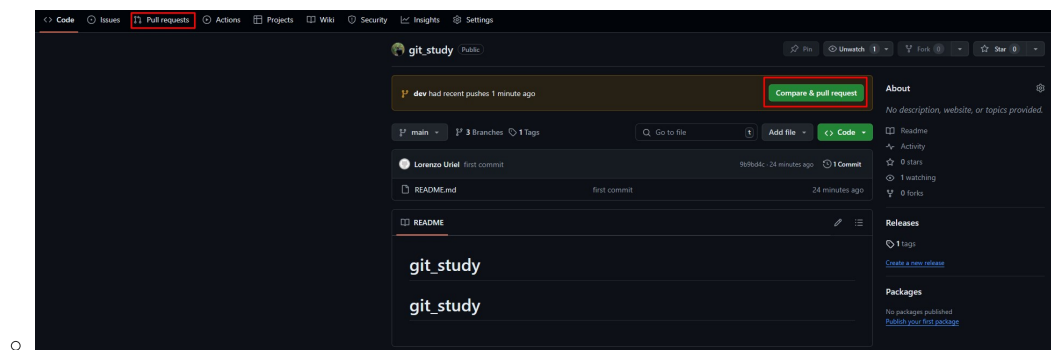 <> Code Issues Pull requests Actions Projects Wiki Security Insights Settings
git_study Public Pin Unwatch 1 Fork 0 Star 0
dev had recent pushes 1 minute ago Compare & pull request
About
No description, website, or topics provided.
main 3 Branches 1 Tags Go to file t Add file <> Code
Readme
Activity
0 stars
1 watching
0 forks
Lorenzo Uriel first commit 9b9bd4c · 24 minutes ago 1 Commit
README.md first commit 24 minutes ago
README
git_study
git_study
Releases
1 tags
Create a new release
Packages
No packages published
Publish your first package